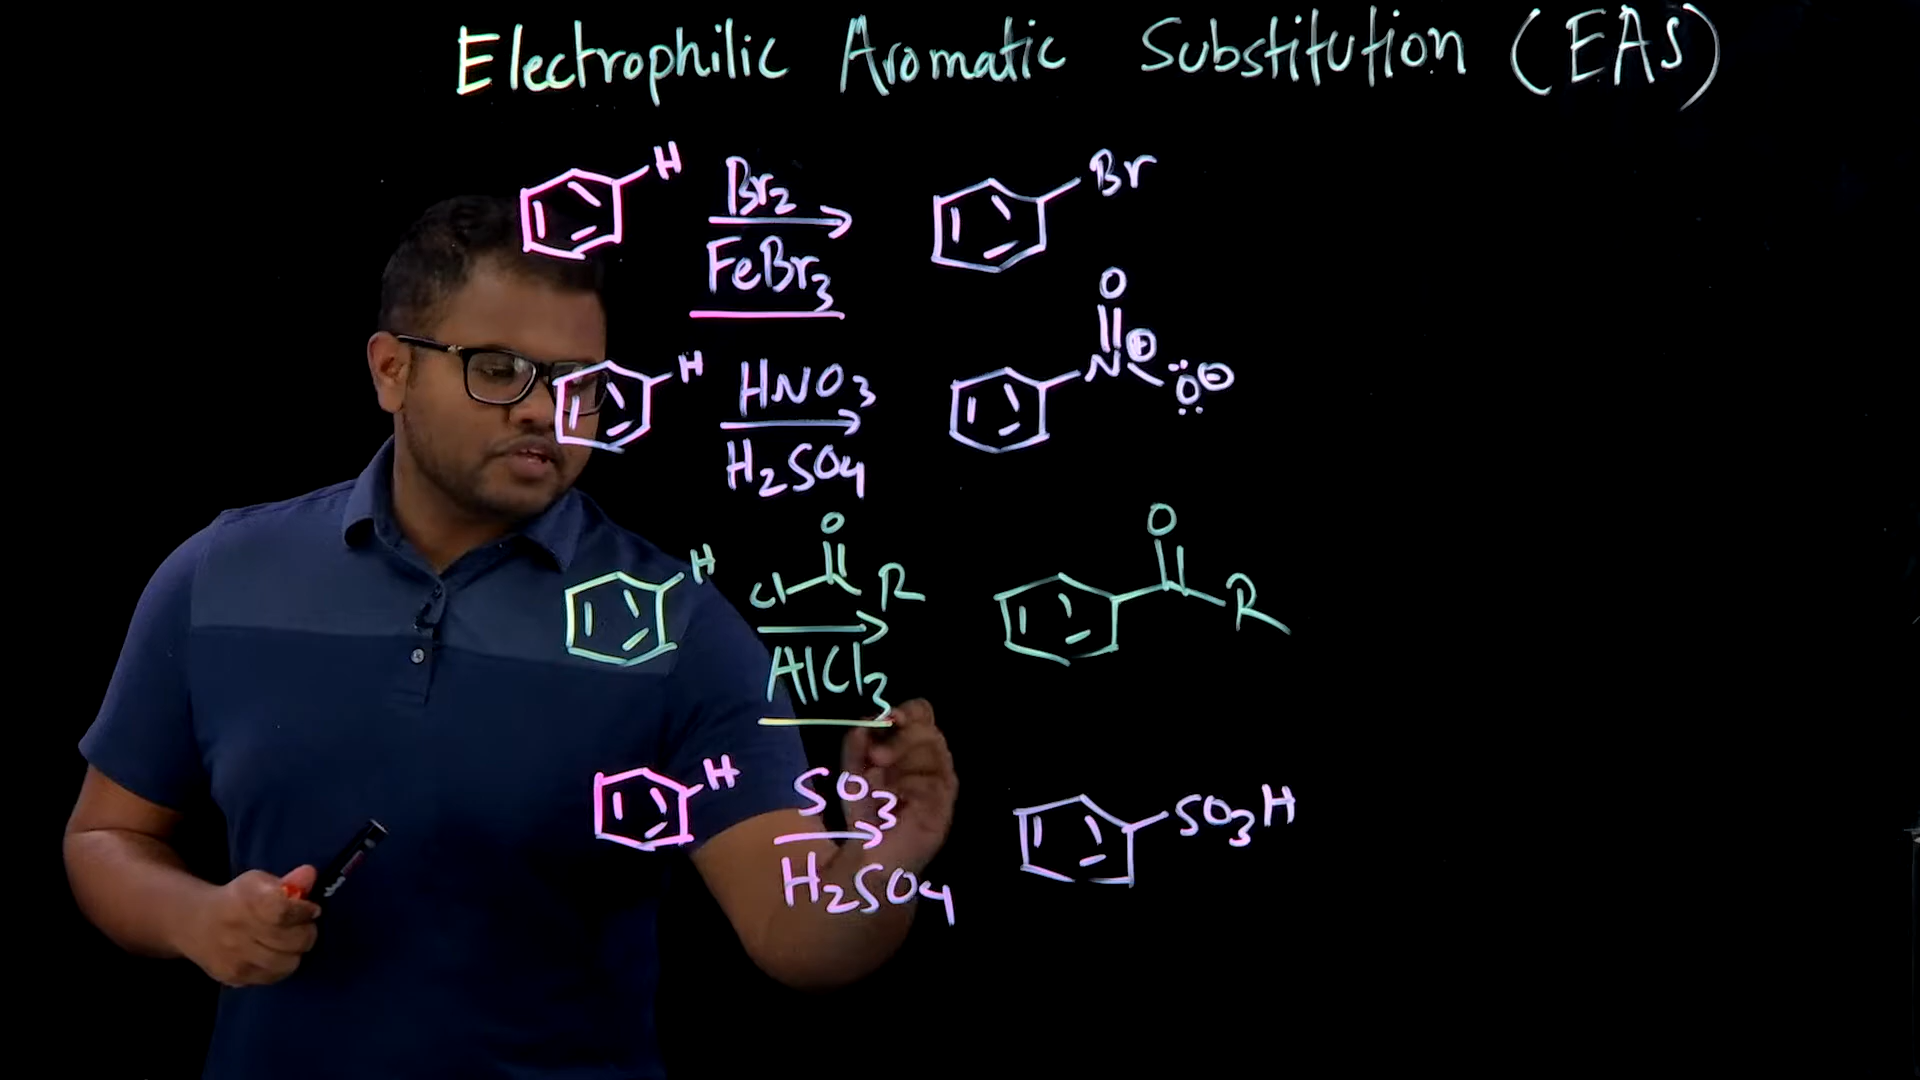 Electrophilic Aromatic Substitution (EAS)
H Br2 Br
FeBr3
O
H HNO3 N⊕ O⊖
H2SO4
O O
H Cl R R
AlCl3
H SO3 SO3H
H2SO4